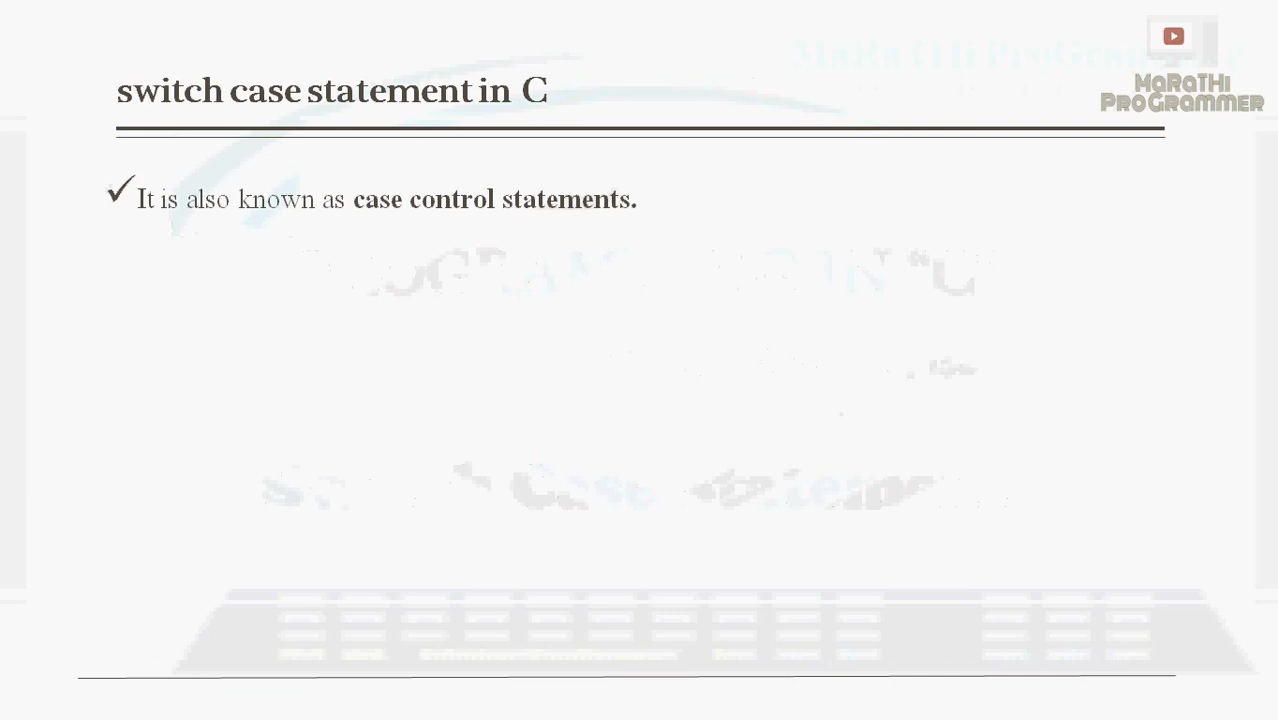 MaRaTHi
ProGrammer
switch case statement in C
It is also known as case control statements.